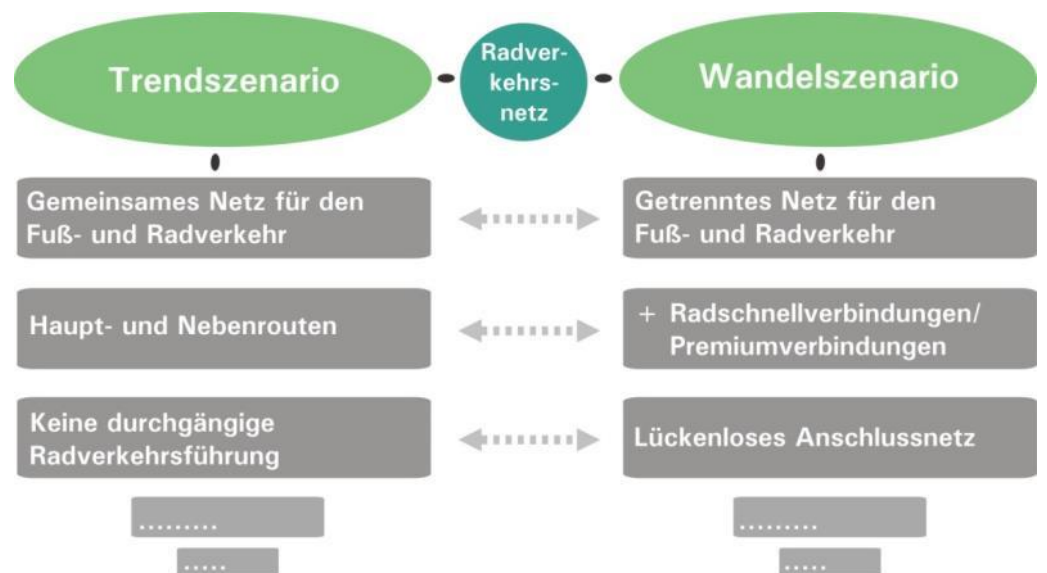 Trendszenario
Radver-
kehrs-
netz
Wandelszenario
Gemeinsames Netz für den
Fuß- und Radverkehr
Getrenntes Netz für den
Fuß- und Radverkehr
Haupt- und Nebenrouten
+ Radschnellverbindungen/
Premiumverbindungen
Keine durchgängige
Radverkehrsführung
Lückenloses Anschlussnetz
.........
.........
.....
.....